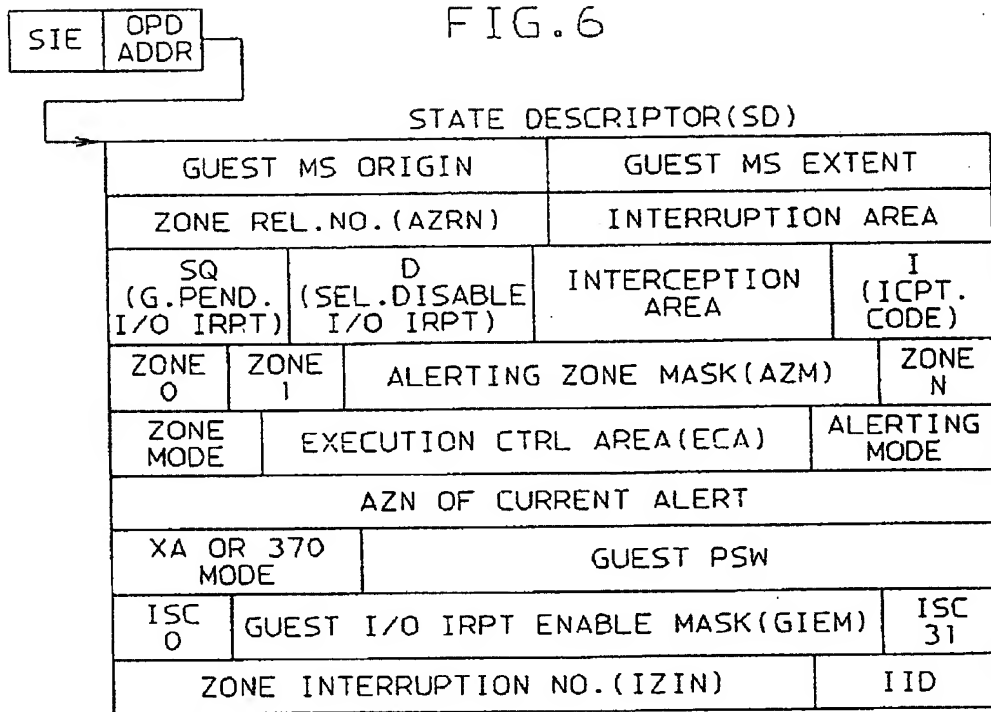 FIG.6
SIE
OPD
ADDR
STATE DESCRIPTOR(SD)
GUEST MS ORIGIN
GUEST MS EXTENT
ZONE REL.NO.(AZRN)
INTERRUPTION AREA
SQ
(G.PEND.
I/O IRPT)
D
(SEL.DISABLE
I/O IRPT)
INTERCEPTION
AREA
I
(ICPT.
CODE)
ZONE
0
ZONE
1
ALERTING ZONE MASK(AZM)
ZONE
N
ZONE
MODE
EXECUTION CTRL AREA(ECA)
ALERTING
MODE
AZN OF CURRENT ALERT
XA OR 370
MODE
GUEST PSW
ISC
0
GUEST I/O IRPT ENABLE MASK(GIEM)
ISC
31
ZONE INTERRUPTION NO.(IZIN)
IID